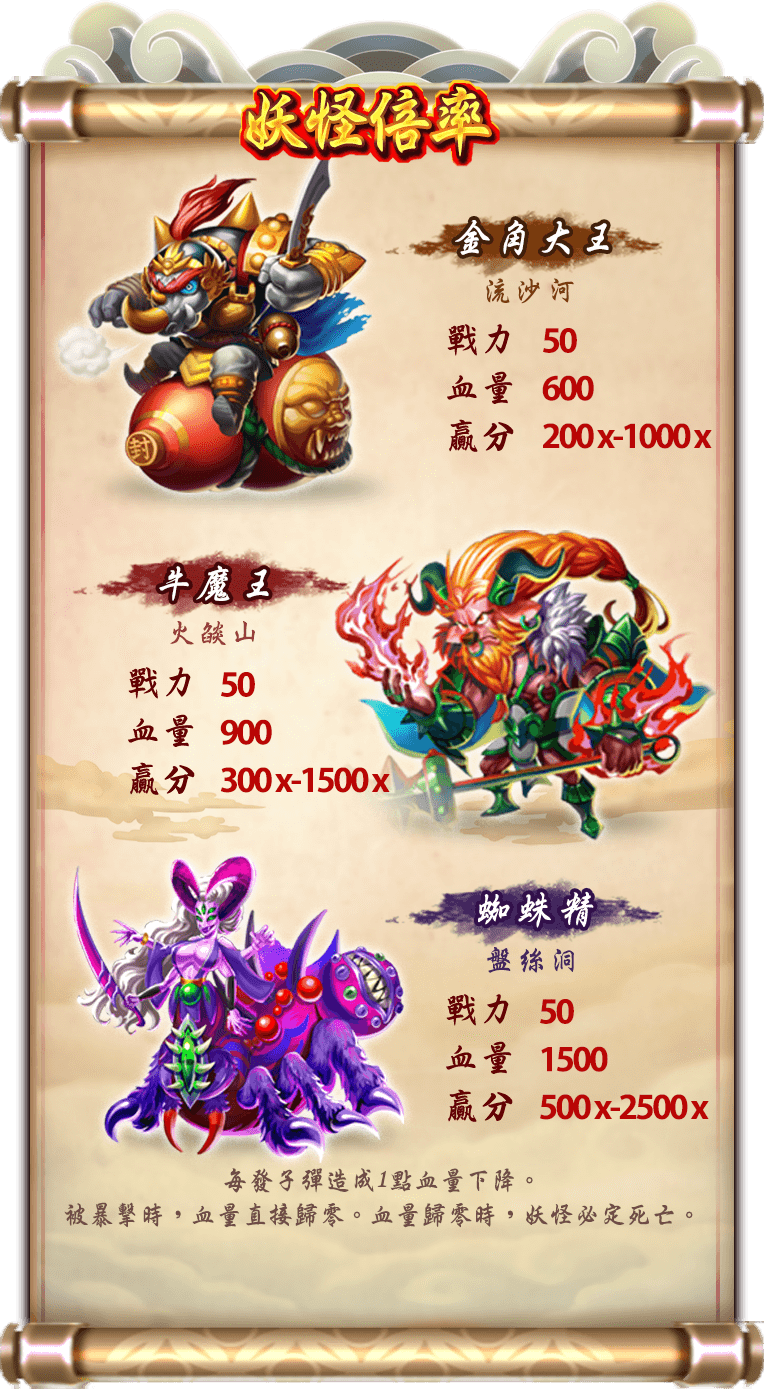 妖怪倍率
金角大王
流沙河
戰力 50
血量 600
贏分 200x-1000x
封
牛魔王
火燄山
戰力 50
血量 900
贏分 300x-1500x
蜘蛛精
盤絲洞
戰力 50
血量 1500
贏分 500x-2500x
每發子彈造成1點血量下降。
被暴擊時，血量直接歸零。血量歸零時，妖怪必定死亡。